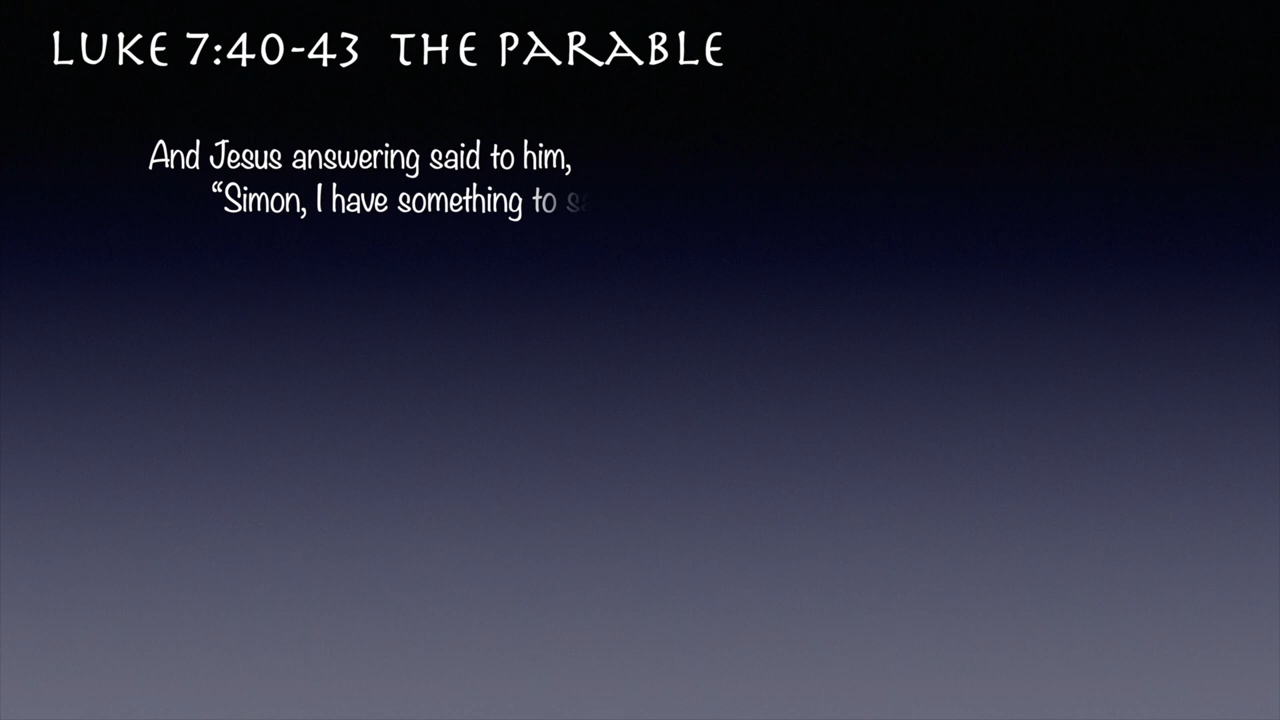 LUKE 7:40-43 THE PARABLE
And Jesus answering said to him,
“Simon, I have something to